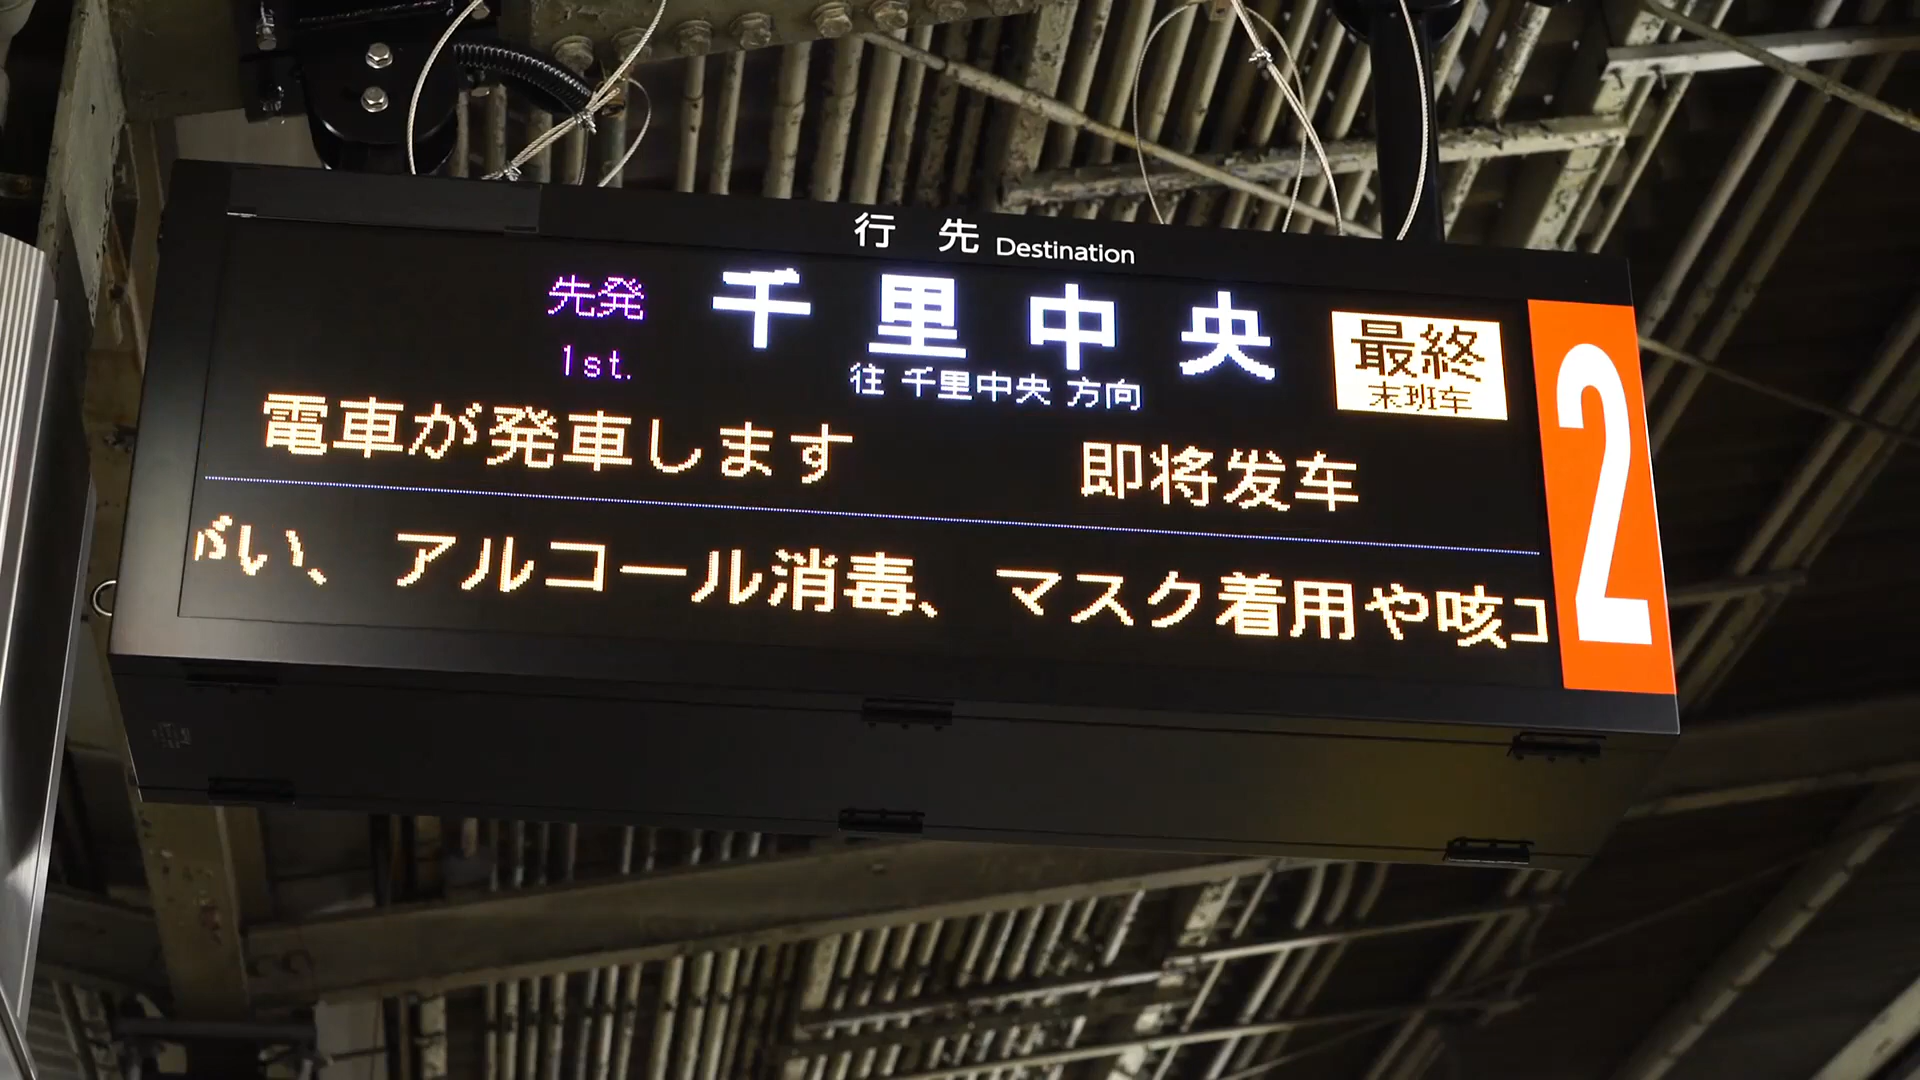 行先 Destination
先発 千里中央 最終
1st. 往 千里中央 方向 末班车
電車が発車します 即将发车
い、 アルコール消毒、 マスク着用や咳コ
2